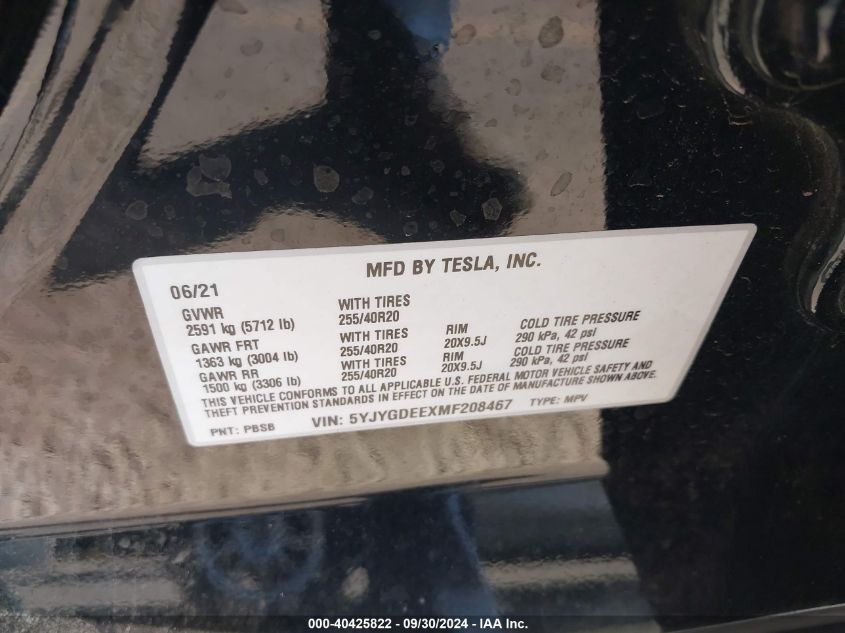 MFD BY TESLA, INC.
06/21
GVWR WITH TIRES
2591 kg (5712 lb) 255/40R20
GAWR FRT WITH TIRES RIM COLD TIRE PRESSURE
1363 kg (3004 lb) 255/40R20 20X9.5J 290 kPa, 42 psi
GAWR RR WITH TIRES RIM COLD TIRE PRESSURE
1500 kg (3306 lb) 255/40R20 20X9.5J 290 kPa, 42 psi
THIS VEHICLE CONFORMS TO ALL APPLICABLE U.S. FEDERAL MOTOR VEHICLE SAFETY AND
THEFT PREVENTION STANDARDS IN EFFECT ON THE DATE OF MANUFACTURE SHOWN ABOVE.
PNT: PBSB VIN: 5YJYGDEEXMF208467 TYPE: MPV
000-40425822 - 09/30/2024 - IAA Inc.